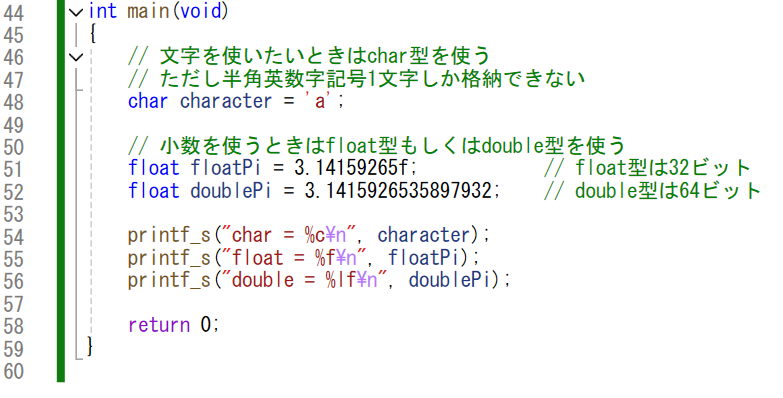 44 int main(void)
45 {
46 // 文字を使いたいときはchar型を使う
47 // ただし半角英数字記号1文字しか格納できない
48 char character = 'a';
49
50 // 小数を使うときはfloat型もしくはdouble型を使う
51 float floatPi = 3.14159265f; // float型は32ビット
52 float doublePi = 3.1415926535897932; // double型は64ビット
53
54 printf_s("char = %c¥n", character);
55 printf_s("float = %f¥n", floatPi);
56 printf_s("double = %lf¥n", doublePi);
57
58 return 0;
59 }
60